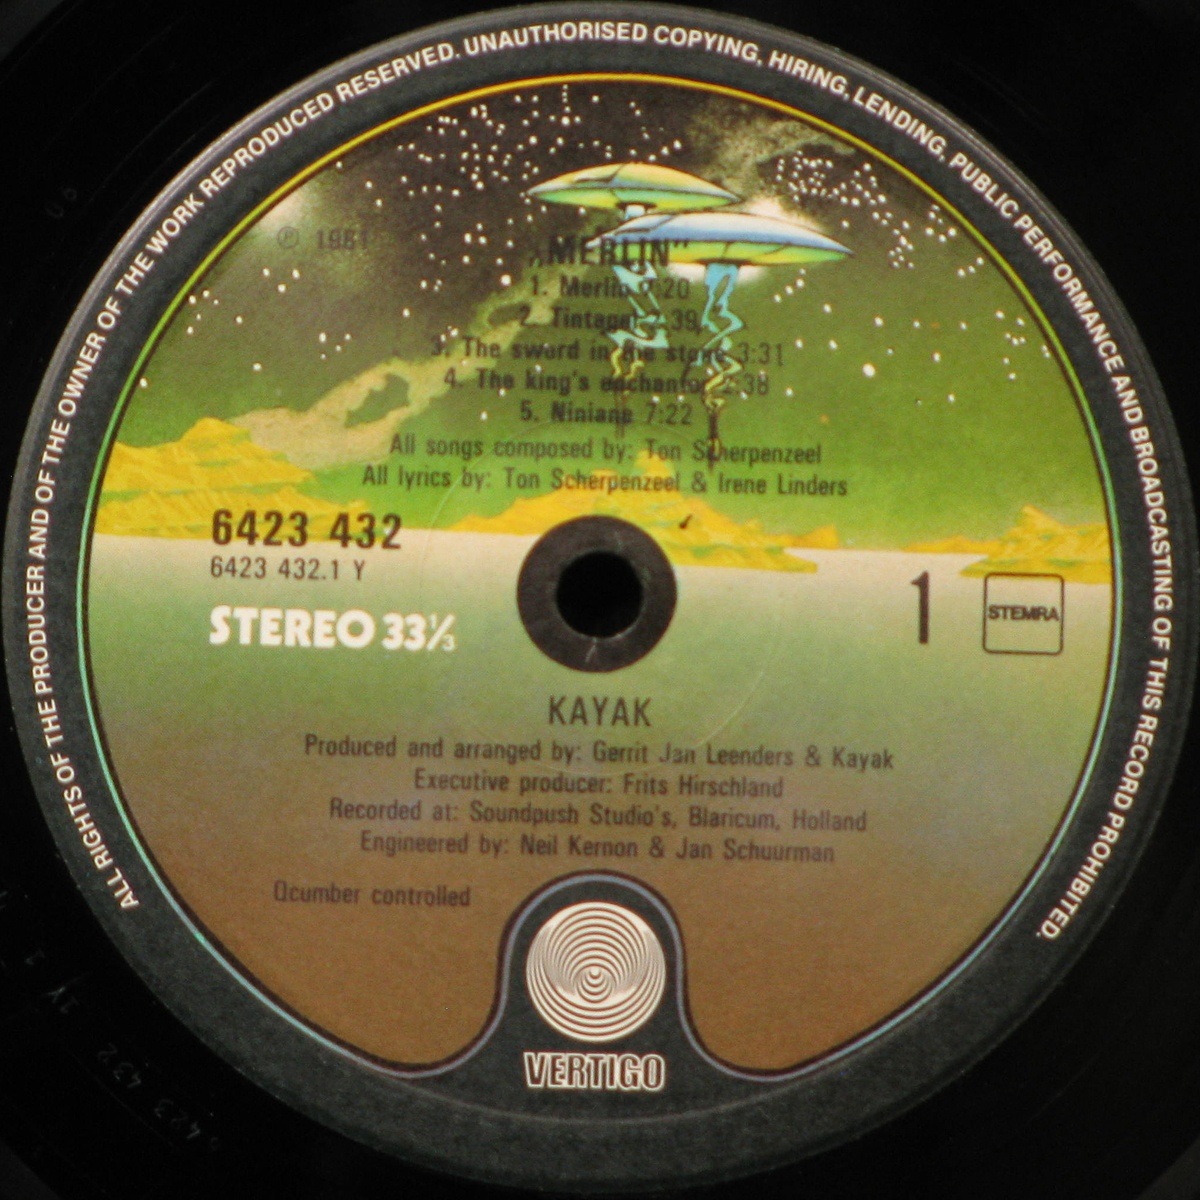 ALL RIGHTS OF THE PRODUCER AND OF THE OWNER OF THE WORK REPRODUCED RESERVED. UNAUTHORISED COPYING, HIRING, LENDING, PUBLIC PERFORMANCE AND BROADCASTING OF THIS RECORD PROHIBITED.
℗ 1981
„MERLIN”
1. Merlin 7:20
2. Tintagel 2:39
3. The sword in the stone 3:31
4. The king's enchanter 2:38
5. Niniane 7:22
All songs composed by: Ton Scherpenzeel
All lyrics by: Ton Scherpenzeel & Irene Linders
6423 432
6423 432.1 Y
STEREO 33⅓
1
STEMRA
KAYAK
Produced and arranged by: Gerrit Jan Leenders & Kayak
Executive producer: Frits Hirschland
Recorded at: Soundpush Studio's, Blaricum, Holland
Engineered by: Neil Kernon & Jan Schuurman
Qcumber controlled
VERTIGO